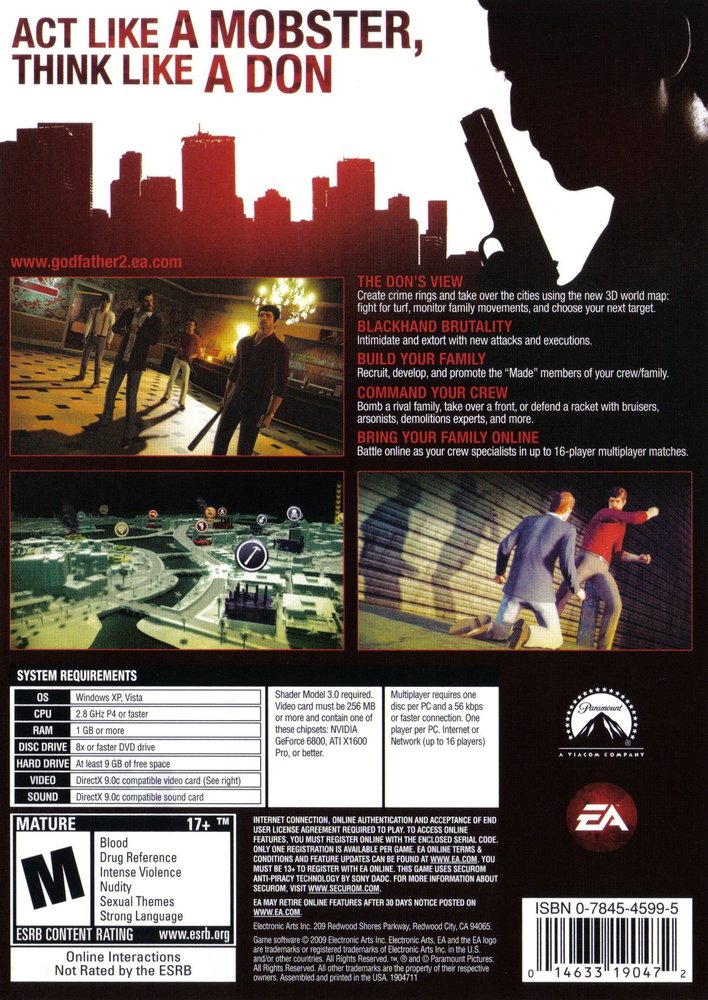 ACT LIKE A MOBSTER,
THINK LIKE A DON
www.godfather2.ea.com
THE DON'S VIEW
Create crime rings and take over the cities using the new 3D world map:
fight for turf, monitor family movements, and choose your next target.
BLACKHAND BRUTALITY
Intimidate and extort with new attacks and executions.
BUILD YOUR FAMILY
Recruit, develop, and promote the "Made" members of your crew/family.
COMMAND YOUR CREW
Bomb a rival family, take over a front, or defend a racket with bruisers,
arsonists, demolitions experts, and more.
BRING YOUR FAMILY ONLINE
Battle online as your crew specialists in up to 16-player multiplayer matches.
SYSTEM REQUIREMENTS
OS Windows XP, Vista
CPU 2.8 GHz P4 or faster
RAM 1 GB or more
DISC DRIVE 8x or faster DVD drive
HARD DRIVE At least 9 GB of free space
VIDEO DirectX 9.0c compatible video card (See right)
SOUND DirectX 9.0c compatible sound card
Shader Model 3.0 required.
Video card must be 256 MB
or more and contain one of
these chipsets: NVIDIA
GeForce 6800, ATI X1600
Pro, or better.
Multiplayer requires one
disc per PC and a 56 kbps
or faster connection. One
player per PC. Internet or
Network (up to 16 players)
Paramount
A VIACOM COMPANY
EA
MATURE 17+ ™
M
Blood
Drug Reference
Intense Violence
Nudity
Sexual Themes
Strong Language
ESRB CONTENT RATING www.esrb.org
Online Interactions
Not Rated by the ESRB
INTERNET CONNECTION, ONLINE AUTHENTICATION AND ACCEPTANCE OF END
USER LICENSE AGREEMENT REQUIRED TO PLAY. TO ACCESS ONLINE
FEATURES, YOU MUST REGISTER ONLINE WITH THE ENCLOSED SERIAL CODE.
ONLY ONE REGISTRATION IS AVAILABLE PER GAME. EA ONLINE TERMS &
CONDITIONS AND FEATURE UPDATES CAN BE FOUND AT WWW.EA.COM. YOU
MUST BE 13+ TO REGISTER WITH EA ONLINE. THIS GAME USES SECUROM
ANTI-PIRACY TECHNOLOGY BY SONY DADC. FOR MORE INFORMATION ABOUT
SECUROM, VISIT WWW.SECUROM.COM.
EA MAY RETIRE ONLINE FEATURES AFTER 30 DAYS NOTICE POSTED ON
WWW.EA.COM.
Electronic Arts Inc. 209 Redwood Shores Parkway, Redwood City, CA 94065.
Game software © 2009 Electronic Arts Inc. Electronic Arts, EA and the EA logo
are trademarks or registered trademarks of Electronic Arts Inc. in the U.S.
and/or other countries. All Rights Reserved. ™, ® and © Paramount Pictures.
All Rights Reserved. All other trademarks are the property of their respective
owners. Assembled and printed in the USA. 1904711
ISBN 0-7845-4599-5
0 14633 19047 2